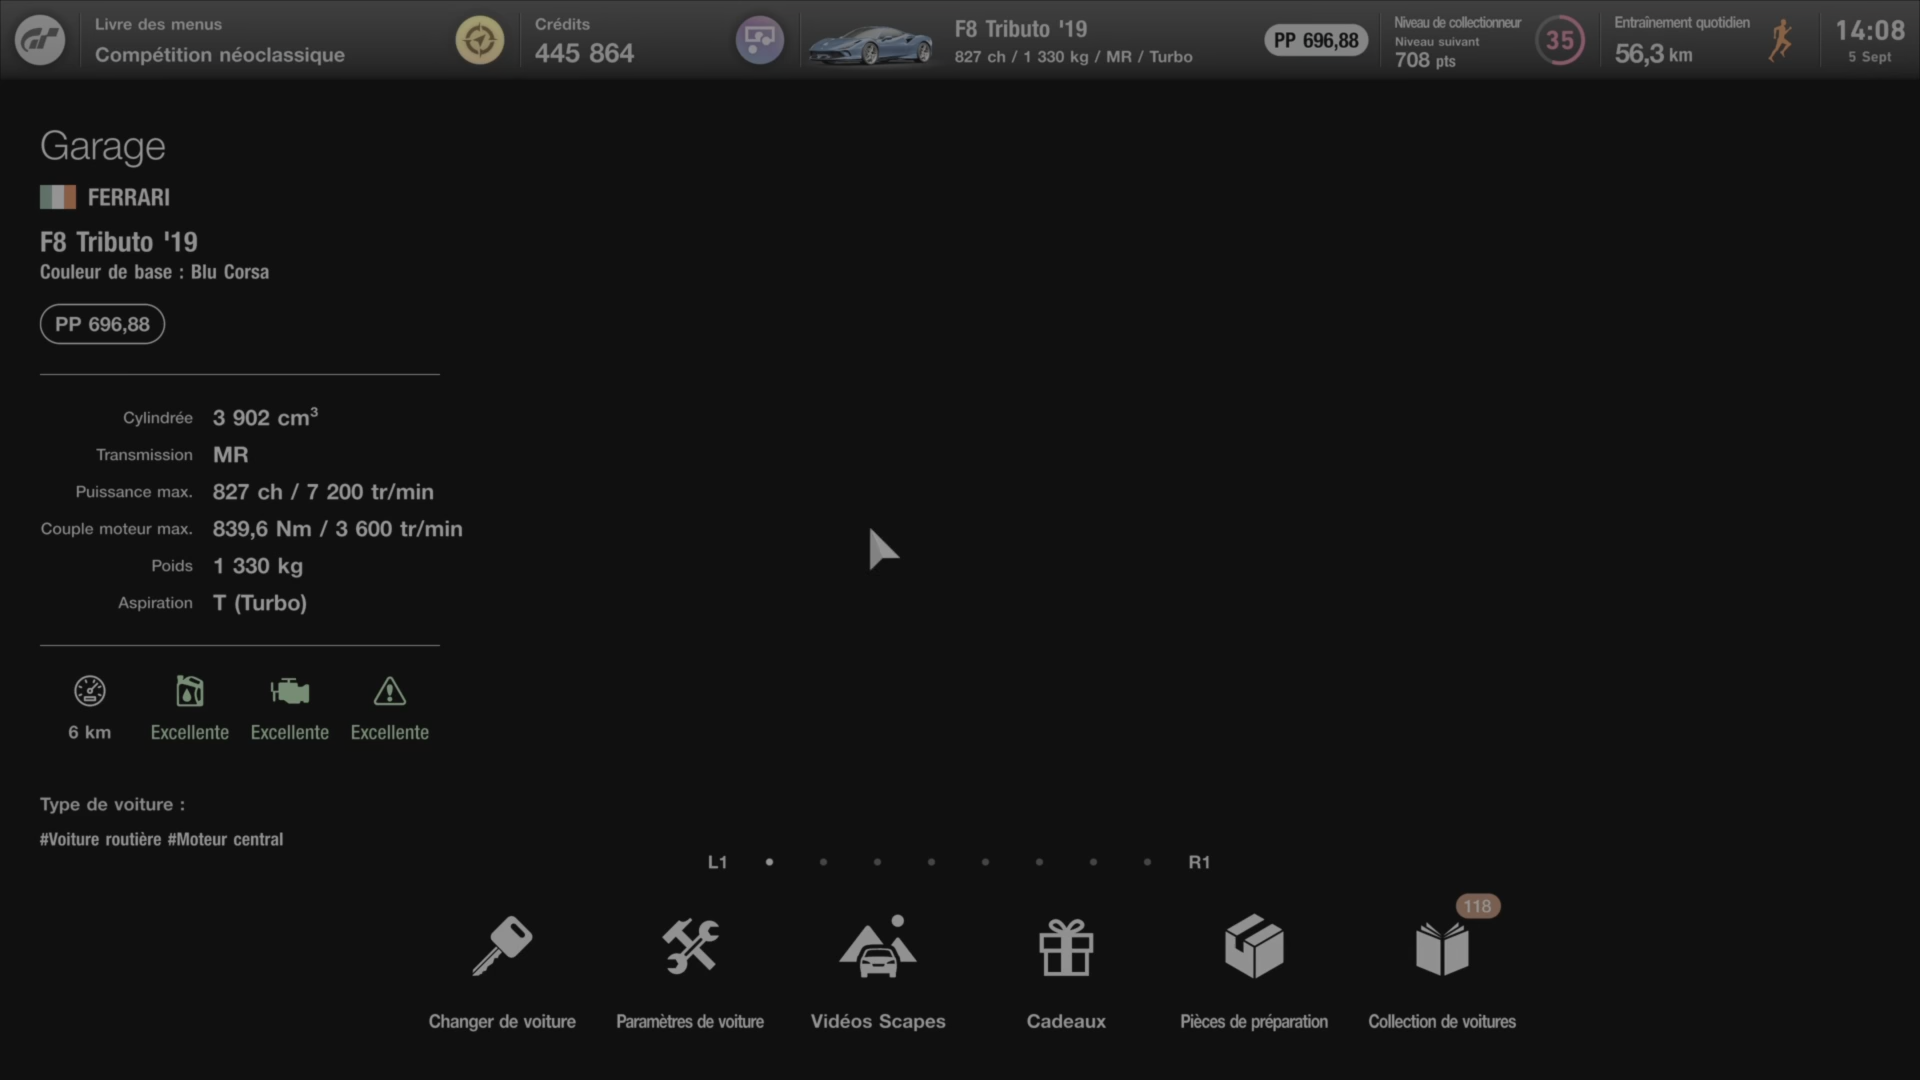 Livre des menus
Compétition néoclassique
Crédits
445 864
F8 Tributo '19
827 ch / 1 330 kg / MR / Turbo
PP 696,88
Niveau de collectionneur
Niveau suivant
708 pts
35
Entraînement quotidien
56,3 km
14:08
5 Sept
Garage
FERRARI
F8 Tributo '19
Couleur de base : Blu Corsa
PP 696,88
Cylindrée 3 902 cm³
Transmission MR
Puissance max. 827 ch / 7 200 tr/min
Couple moteur max. 839,6 Nm / 3 600 tr/min
Poids 1 330 kg
Aspiration T (Turbo)
6 km Excellente Excellente Excellente
Type de voiture :
#Voiture routière #Moteur central
L1 R1
118
Changer de voiture Paramètres de voiture Vidéos Scapes Cadeaux Pièces de préparation Collection de voitures